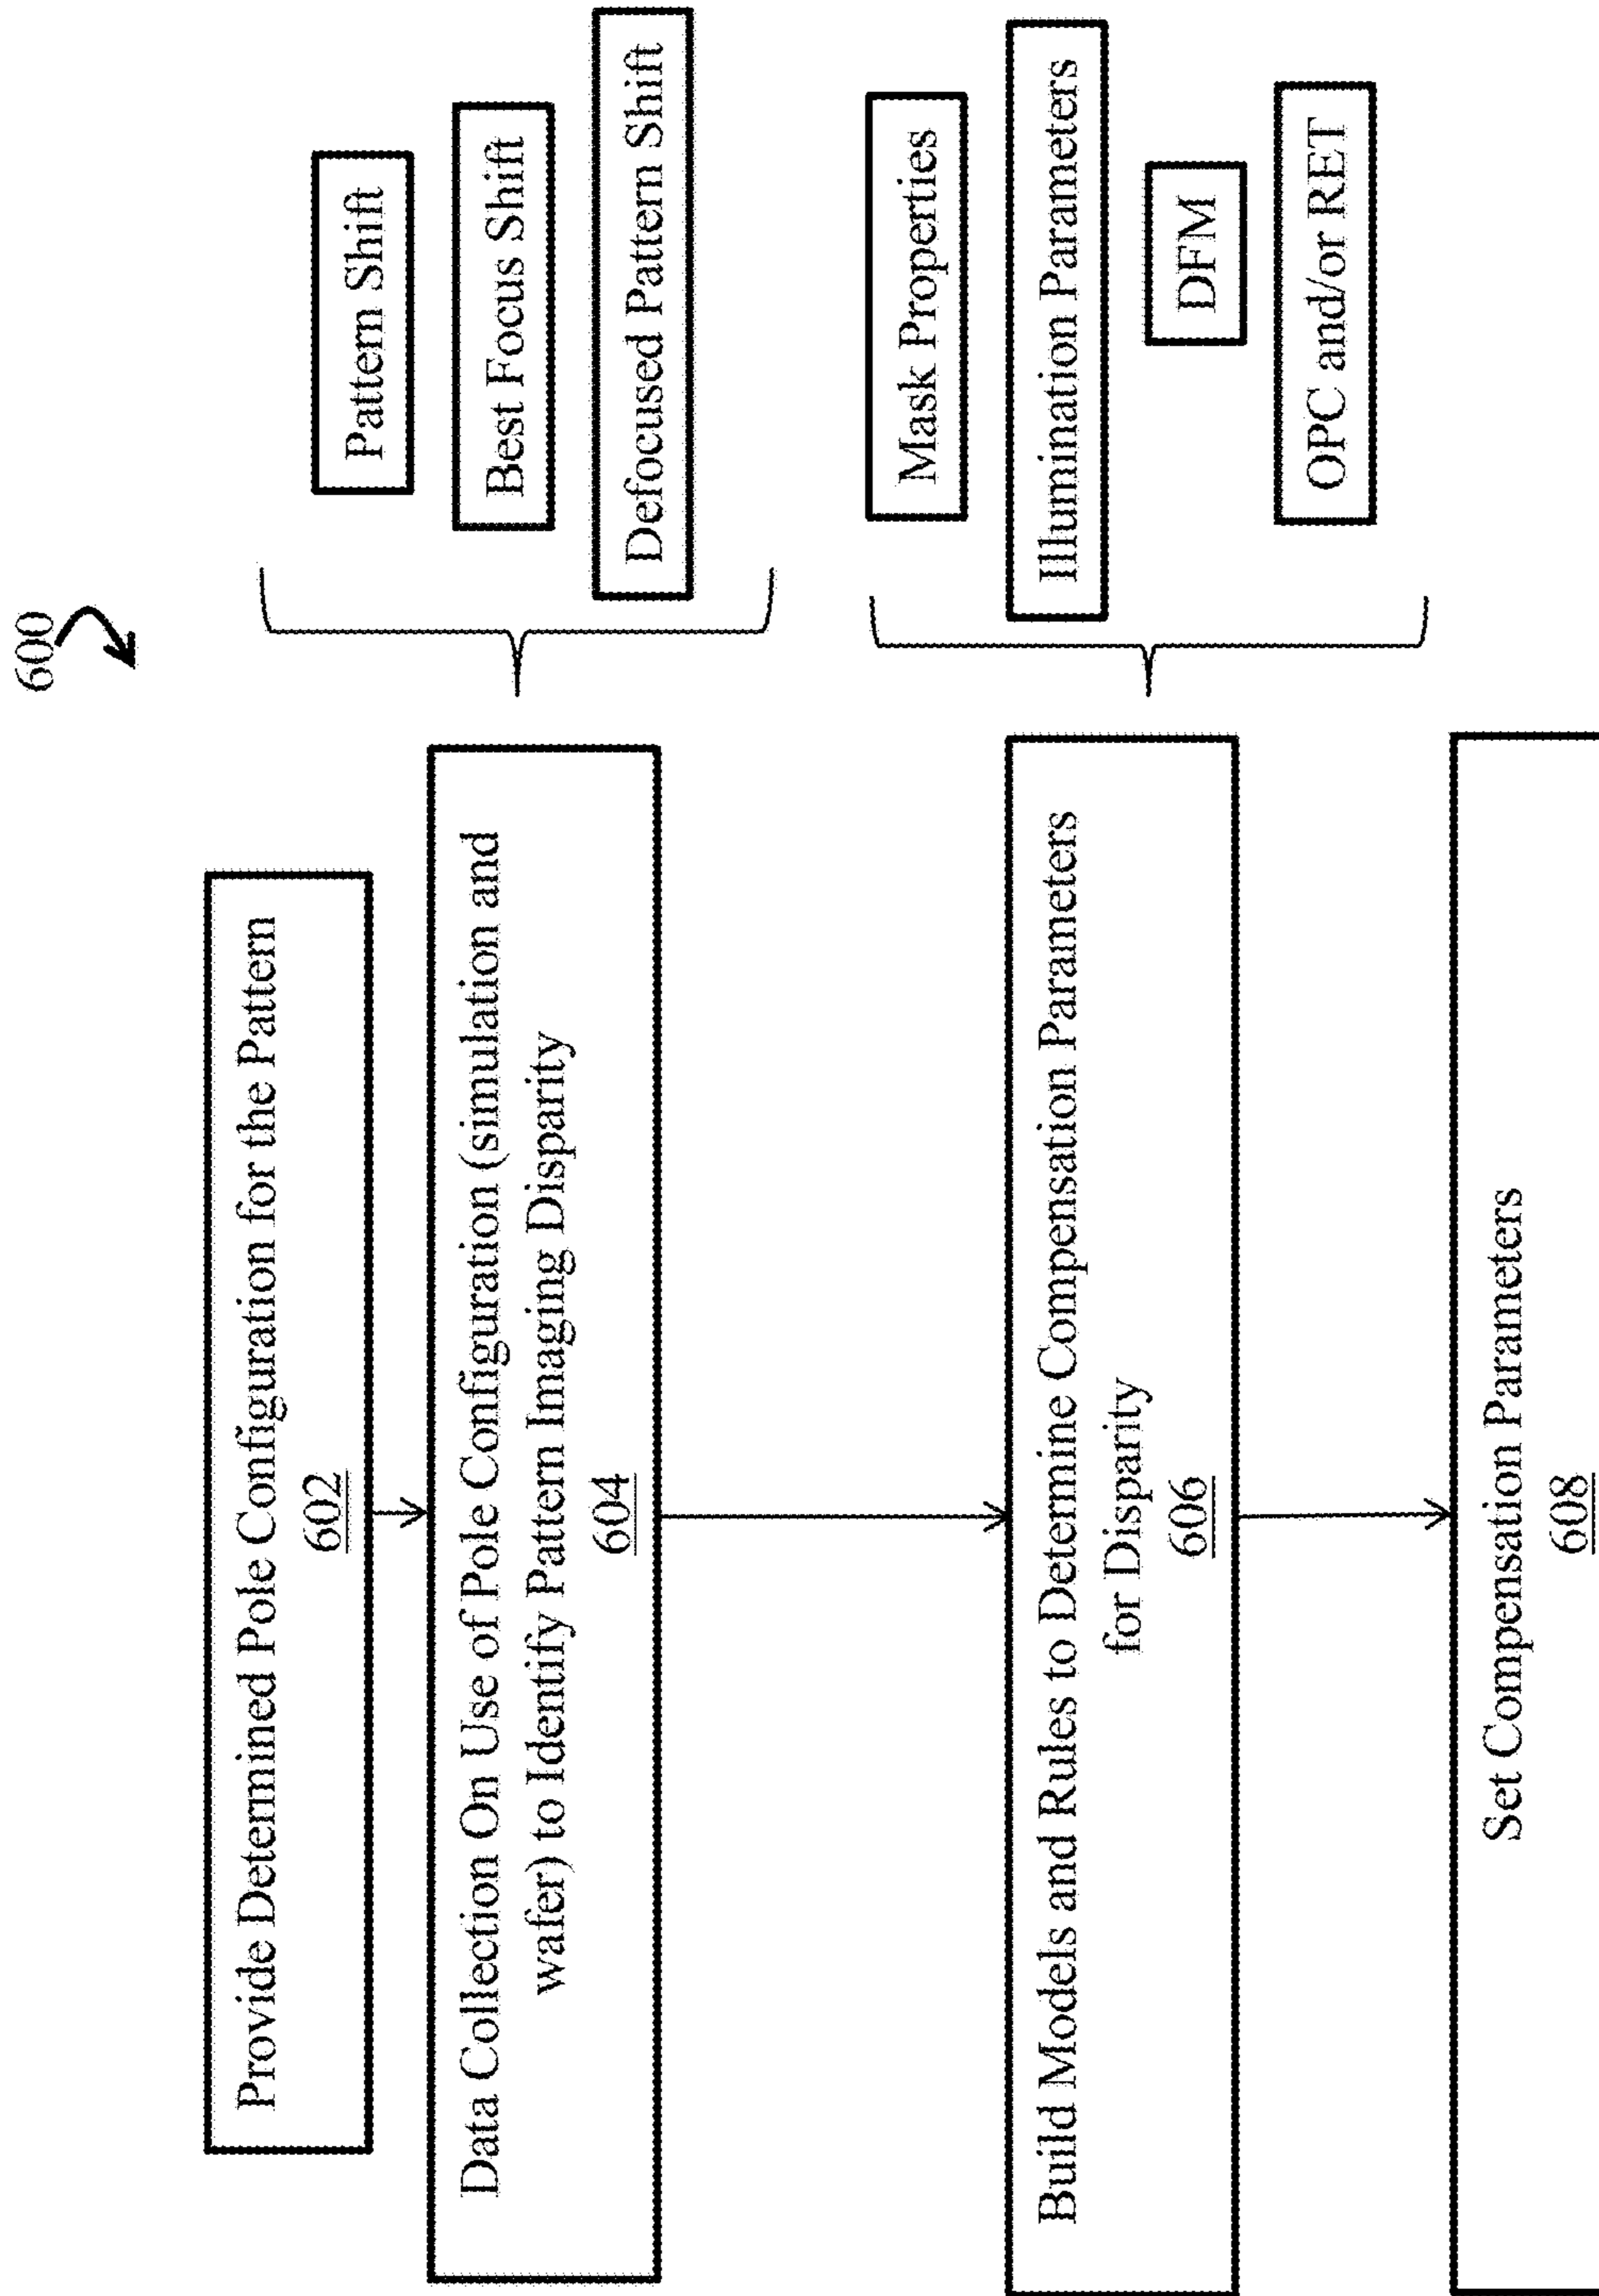 600
Provide Determined Pole Configuration for the Pattern
602
Data Collection On Use of Pole Configuration (simulation and
wafer) to Identify Pattern Imaging Disparity
604
Pattern Shift
Best Focus Shift
Defocused Pattern Shift
Build Models and Rules to Determine Compensation Parameters
for Disparity
606
Mask Properties
Illumination Parameters
DFM
OPC and/or RET
Set Compensation Parameters
608